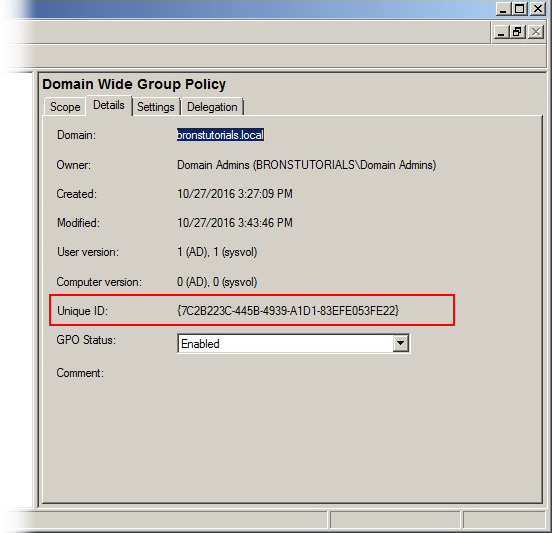 Domain Wide Group Policy
Scope Details Settings Delegation
Domain: bronstutorials.local
Owner: Domain Admins (BRONSTUTORIALS\Domain Admins)
Created: 10/27/2016 3:27:09 PM
Modified: 10/27/2016 3:43:46 PM
User version: 1 (AD), 1 (sysvol)
Computer version: 0 (AD), 0 (sysvol)
Unique ID: {7C2B223C-445B-4939-A1D1-83EFE053FE22}
GPO Status: Enabled
Comment: